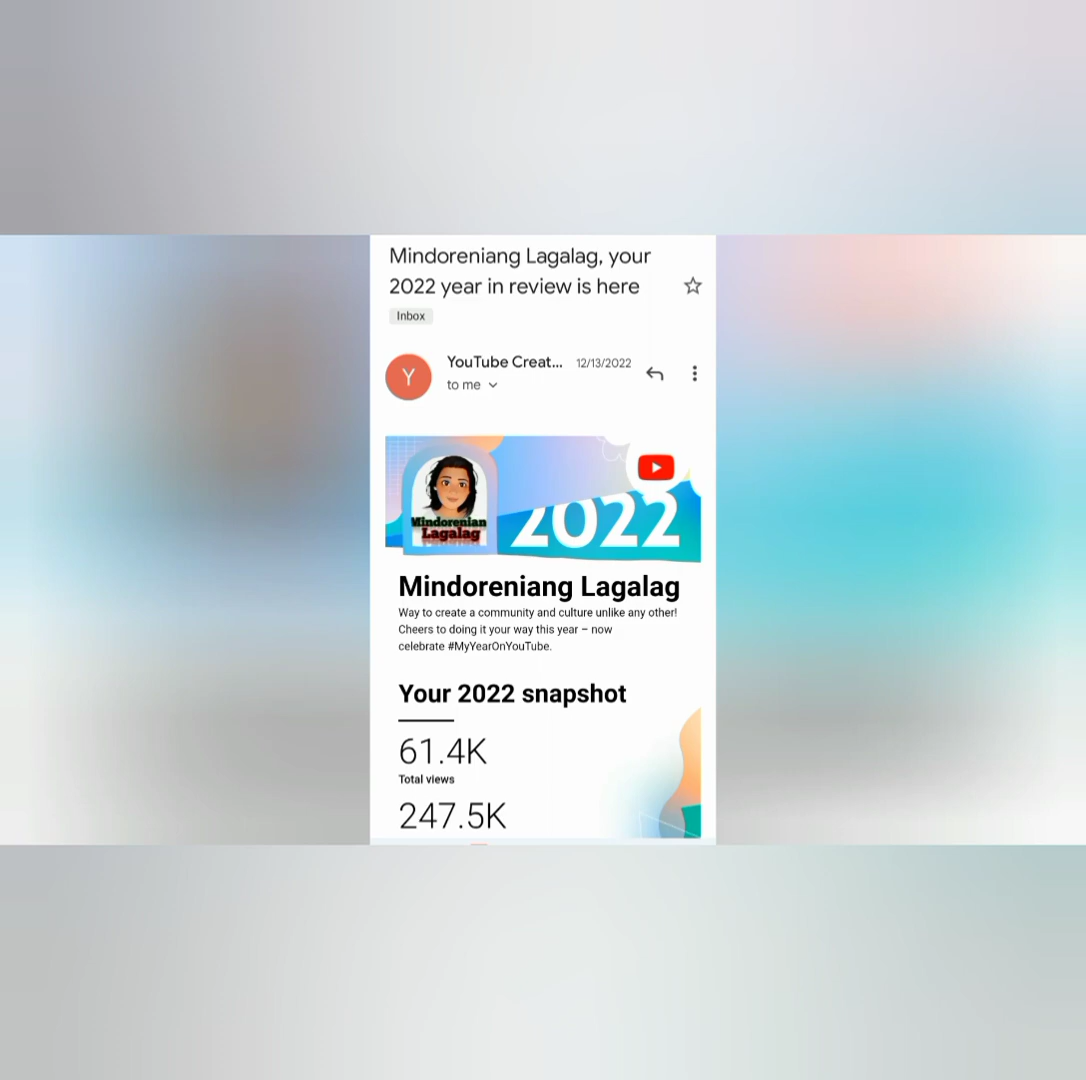 Mindoreniang Lagalag, your
2022 year in review is here
Inbox
Y
YouTube Creat...
12/13/2022
to me
Mindorenian
Lagalag
2022
Mindoreniang Lagalag
Way to create a community and culture unlike any other!
Cheers to doing it your way this year – now
celebrate #MyYearOnYouTube.
Your 2022 snapshot
61.4K
Total views
247.5K